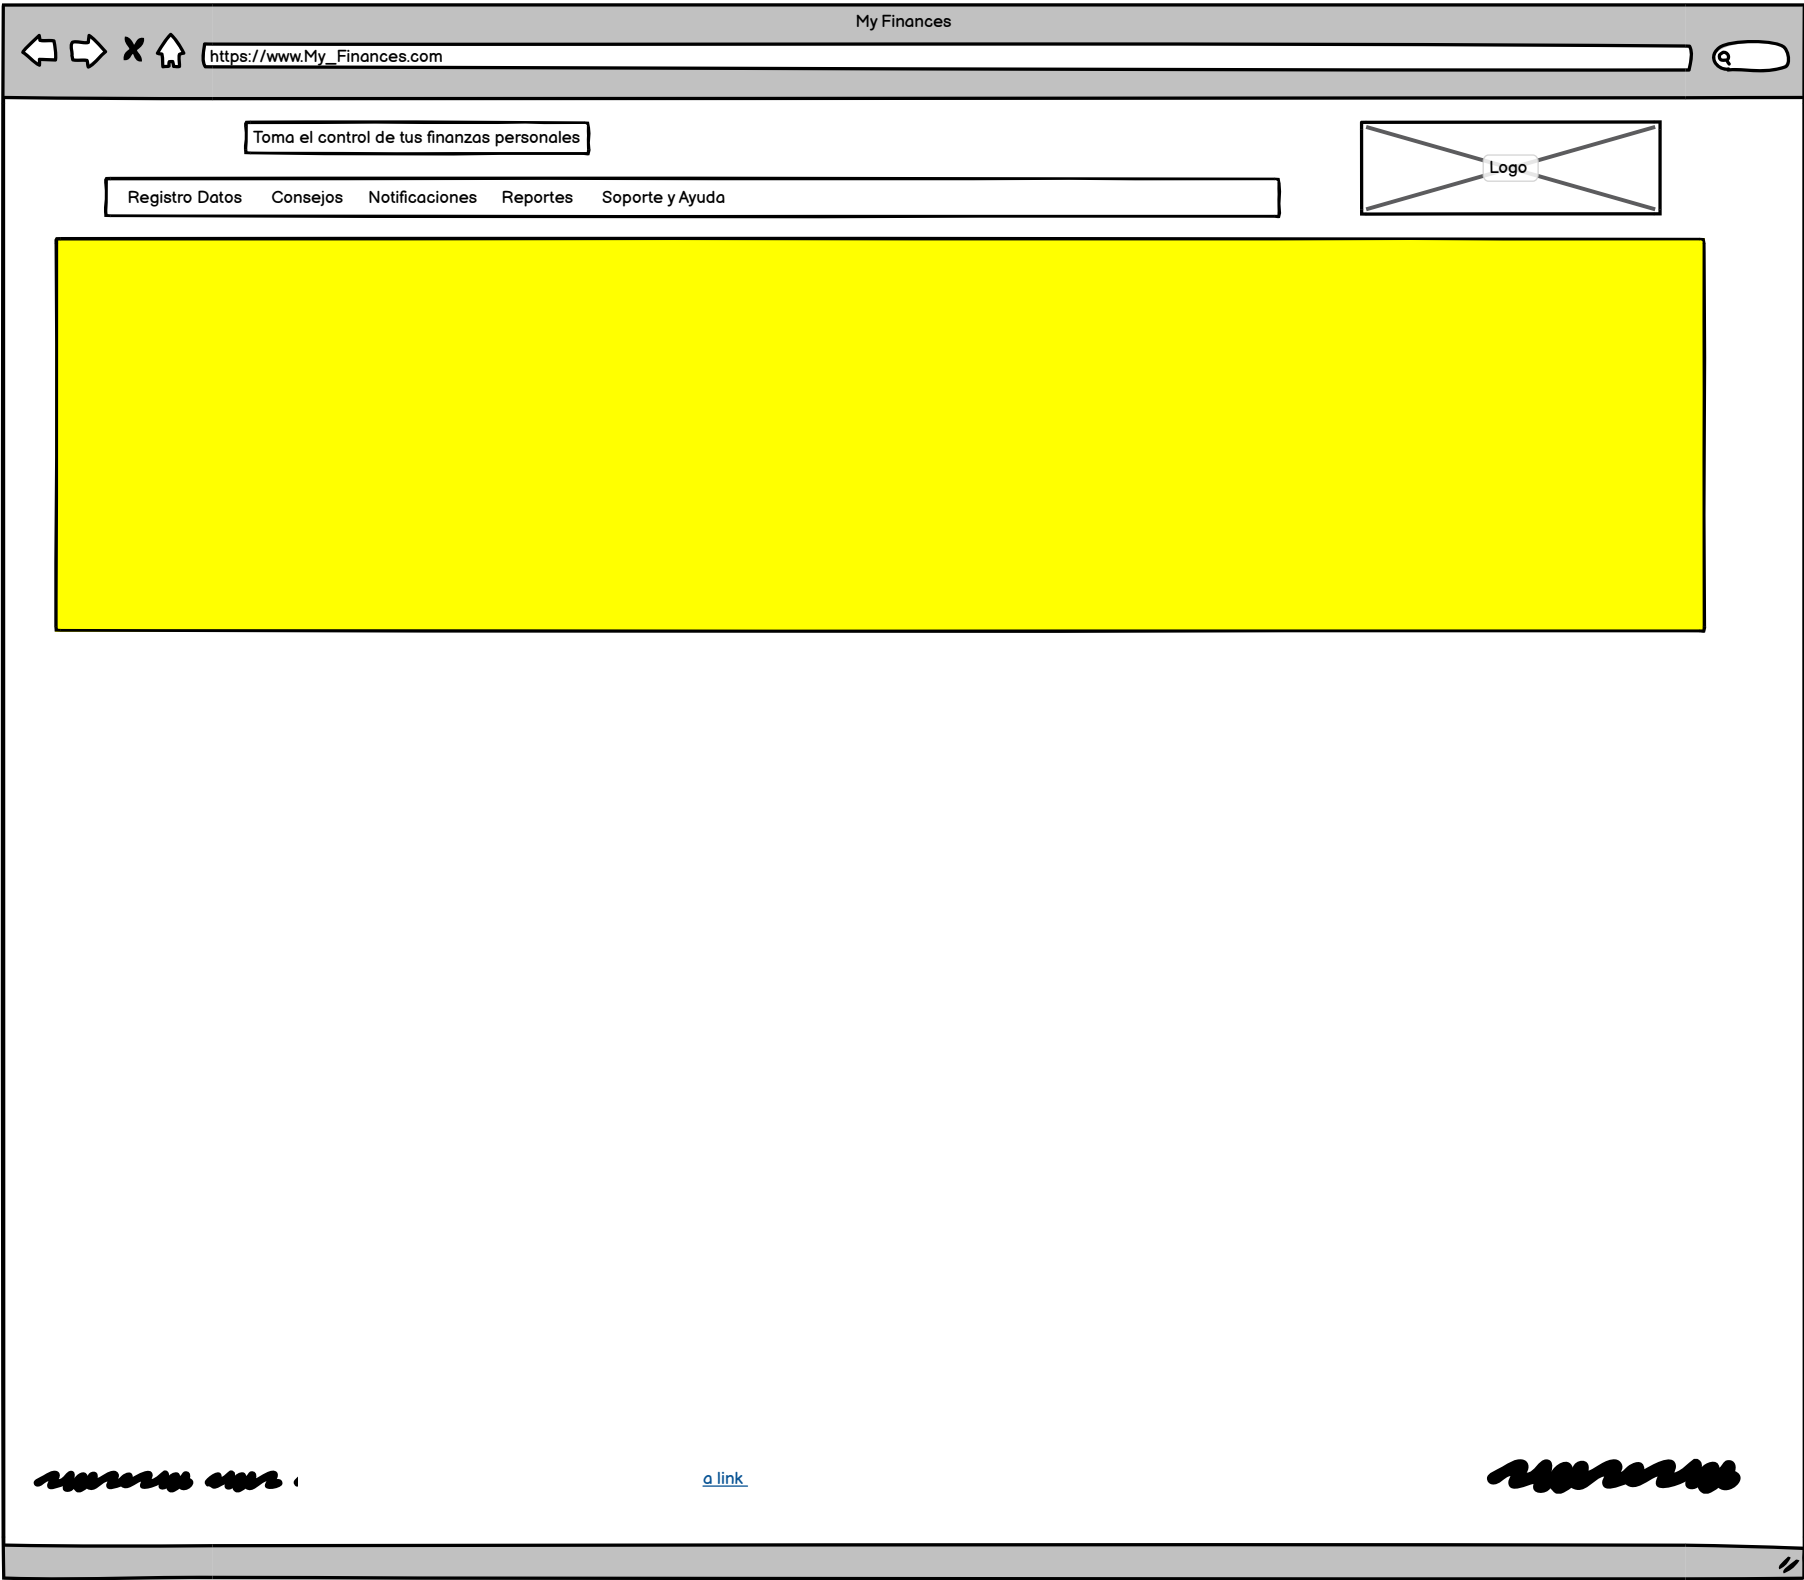 My Finances
https://www.My_Finances.com
Toma el control de tus finanzas personales
Logo
Registro Datos Consejos Notificaciones Reportes Soporte y Ayuda
a link